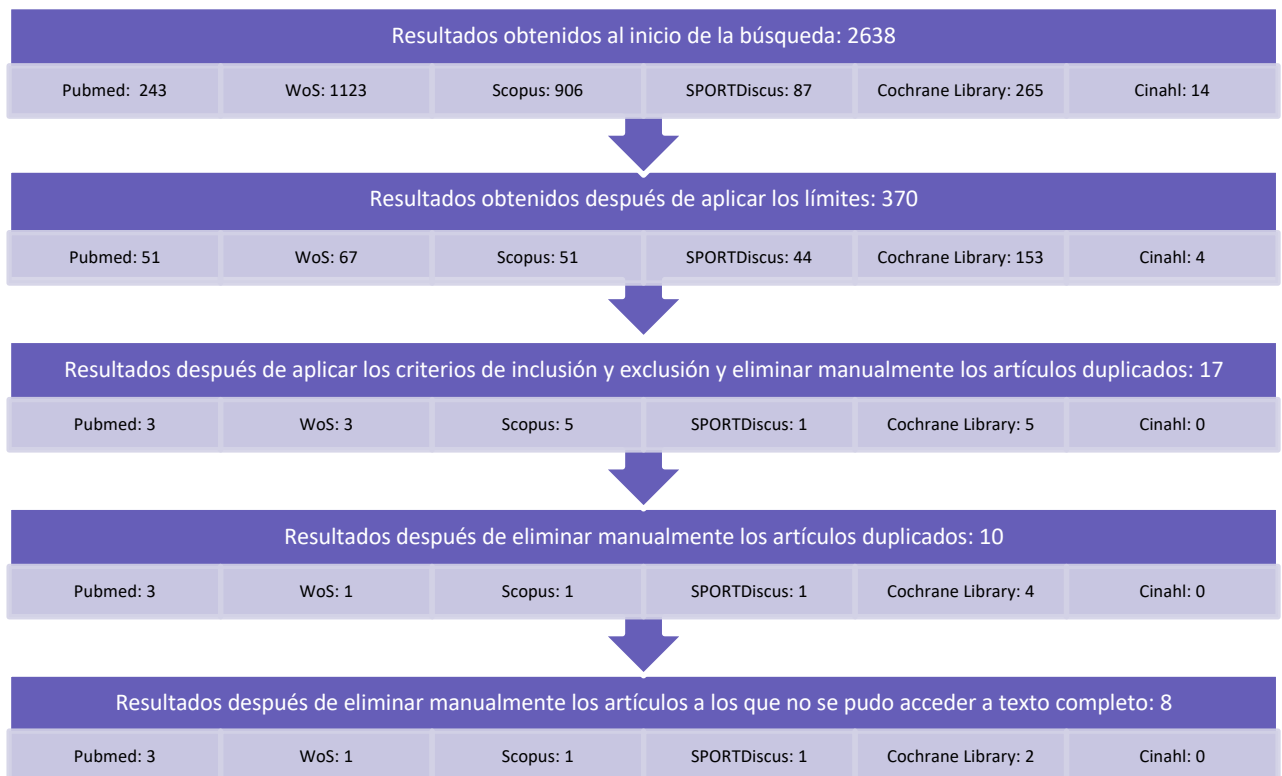 Resultados obtenidos al inicio de la búsqueda: 2638
Pubmed: 243 WoS: 1123 Scopus: 906 SPORTDiscus: 87 Cochrane Library: 265 Cinahl: 14
Resultados obtenidos después de aplicar los límites: 370
Pubmed: 51 WoS: 67 Scopus: 51 SPORTDiscus: 44 Cochrane Library: 153 Cinahl: 4
Resultados después de aplicar los criterios de inclusión y exclusión y eliminar manualmente los artículos duplicados: 17
Pubmed: 3 WoS: 3 Scopus: 5 SPORTDiscus: 1 Cochrane Library: 5 Cinahl: 0
Resultados después de eliminar manualmente los artículos duplicados: 10
Pubmed: 3 WoS: 1 Scopus: 1 SPORTDiscus: 1 Cochrane Library: 4 Cinahl: 0
Resultados después de eliminar manualmente los artículos a los que no se pudo acceder a texto completo: 8
Pubmed: 3 WoS: 1 Scopus: 1 SPORTDiscus: 1 Cochrane Library: 2 Cinahl: 0